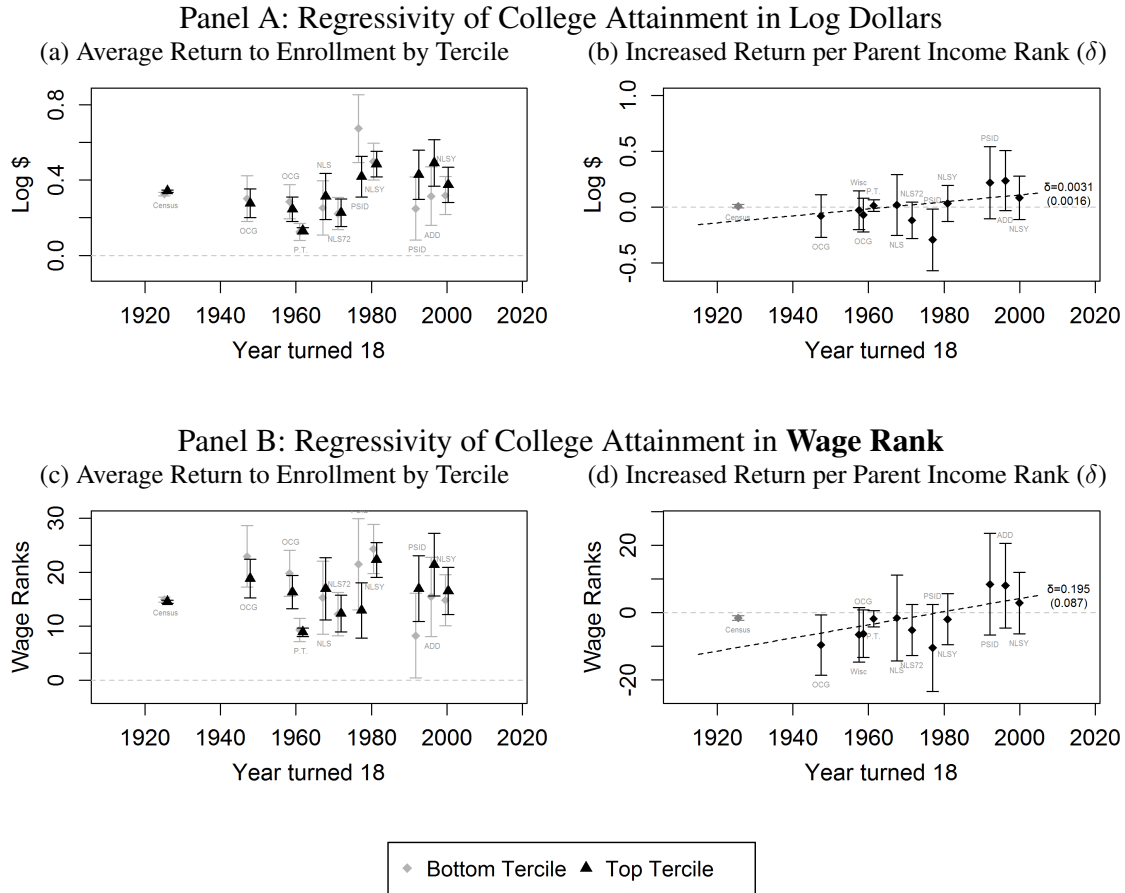 Panel A: Regressivity of College Attainment in Log Dollars
(a) Average Return to Enrollment by Tercile
(b) Increased Return per Parent Income Rank (δ)
Log $
0.8
0.4
0.0
Census
OCG
OCG
P.T.
NLS
NLS72
PSID
NLSY
PSID
ADD
NLSY
1920 1940 1960 1980 2000 2020
Year turned 18
Log $
1.0
0.5
0.0
-0.5
Census
OCG
Wisc
OCG
P.T.
NLS
NLS72
PSID
NLSY
PSID
ADD
NLSY
δ=0.0031
(0.0016)
1920 1940 1960 1980 2000 2020
Year turned 18
Panel B: Regressivity of College Attainment in Wage Rank
(c) Average Return to Enrollment by Tercile
(d) Increased Return per Parent Income Rank (δ)
Wage Ranks
30
20
10
0
Census
OCG
OCG
P.T.
NLS
NLS72
PSID
NLSY
PSID
ADD
NLSY
1920 1940 1960 1980 2000 2020
Year turned 18
Wage Ranks
20
0
-20
Census
OCG
Wisc
OCG
P.T.
NLS
NLS72
PSID
NLSY
PSID
ADD
NLSY
δ=0.195
(0.087)
1920 1940 1960 1980 2000 2020
Year turned 18
Bottom Tercile Top Tercile